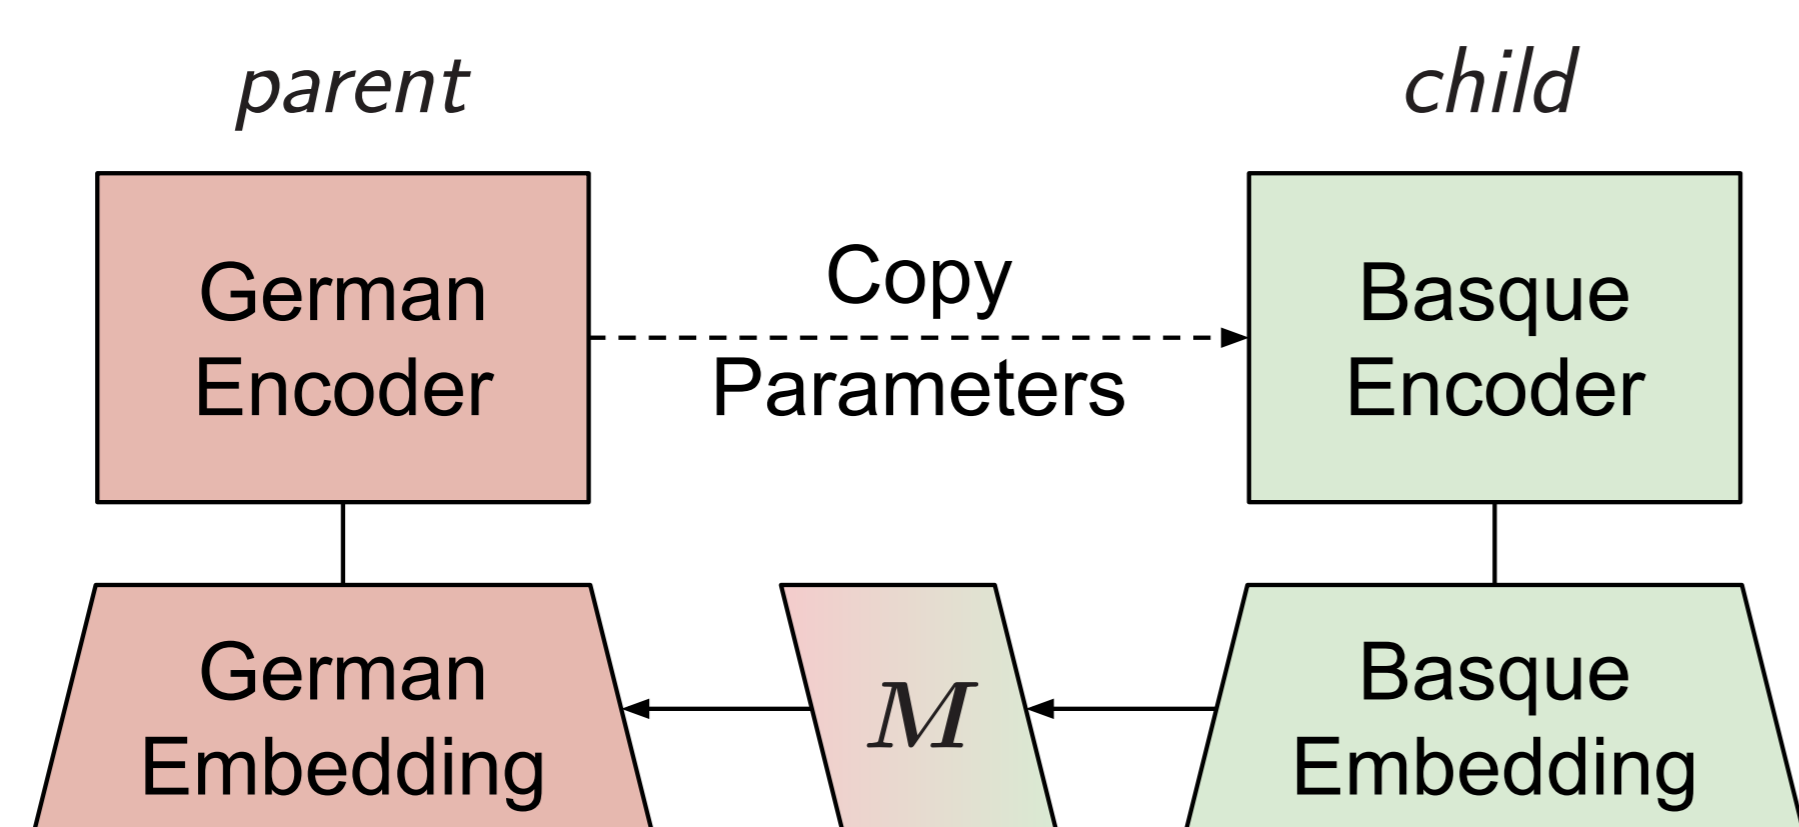 parent
child
German
Encoder
Copy
Parameters
Basque
Encoder
German
Embedding
M
Basque
Embedding